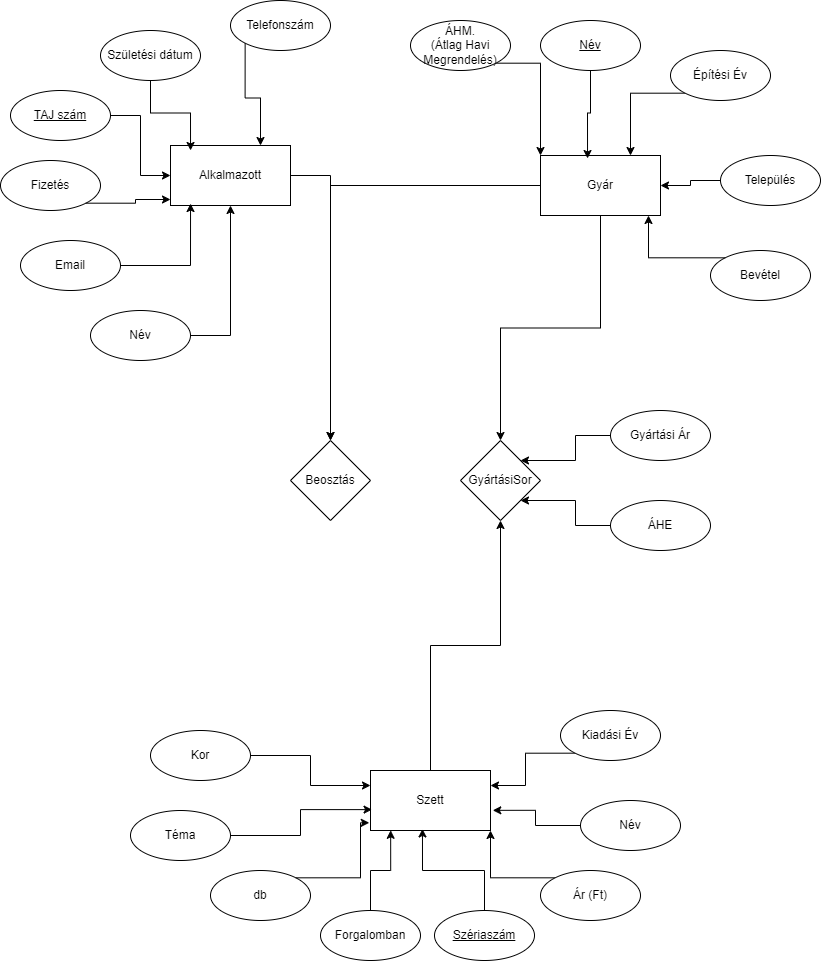 Telefonszám
Születési dátum
TAJ szám
Fizetés
Alkalmazott
Email
Név
ÁHM.
(Átlag Havi
Megrendelés)
Név
Építési Év
Gyár
Település
Bevétel
Beosztás
GyártásiSor
Gyártási Ár
ÁHE
Kor
Kiadási Év
Szett
Téma
Név
db
Ár (Ft)
Forgalomban
Szériaszám